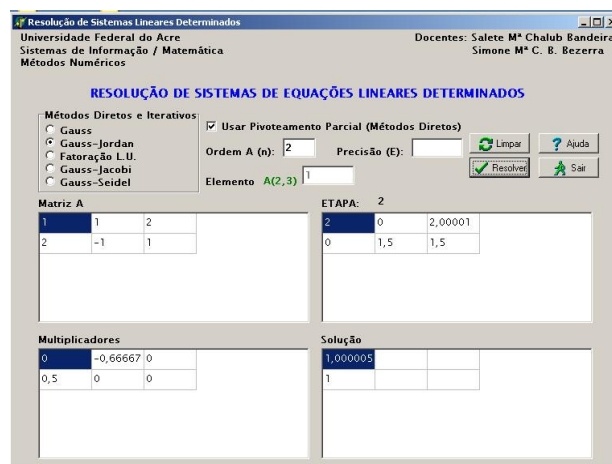 Resolução de Sistemas Lineares Determinados
Universidade Federal do Acre
Sistemas de Informação / Matemática
Métodos Numéricos
Docentes: Salete Mª Chalub Bandeira
Simone Mª C. B. Bezerra
RESOLUÇÃO DE SISTEMAS DE EQUAÇÕES LINEARES DETERMINADOS
Métodos Diretos e Iterativos
Gauss
Gauss-Jordan
Fatoração L.U.
Gauss-Jacobi
Gauss-Seidel
Usar Pivoteamento Parcial (Métodos Diretos)
Ordem A (n): 2 Precisão (E):
Elemento A(2,3) 1
Limpar Ajuda
Resolver Sair
Matriz A
1 1 2
2 -1 1
ETAPA: 2
2 0 2,00001
0 1,5 1,5
Multiplicadores
0 -0,66667 0
0,5 0 0
Solução
1,000005
1